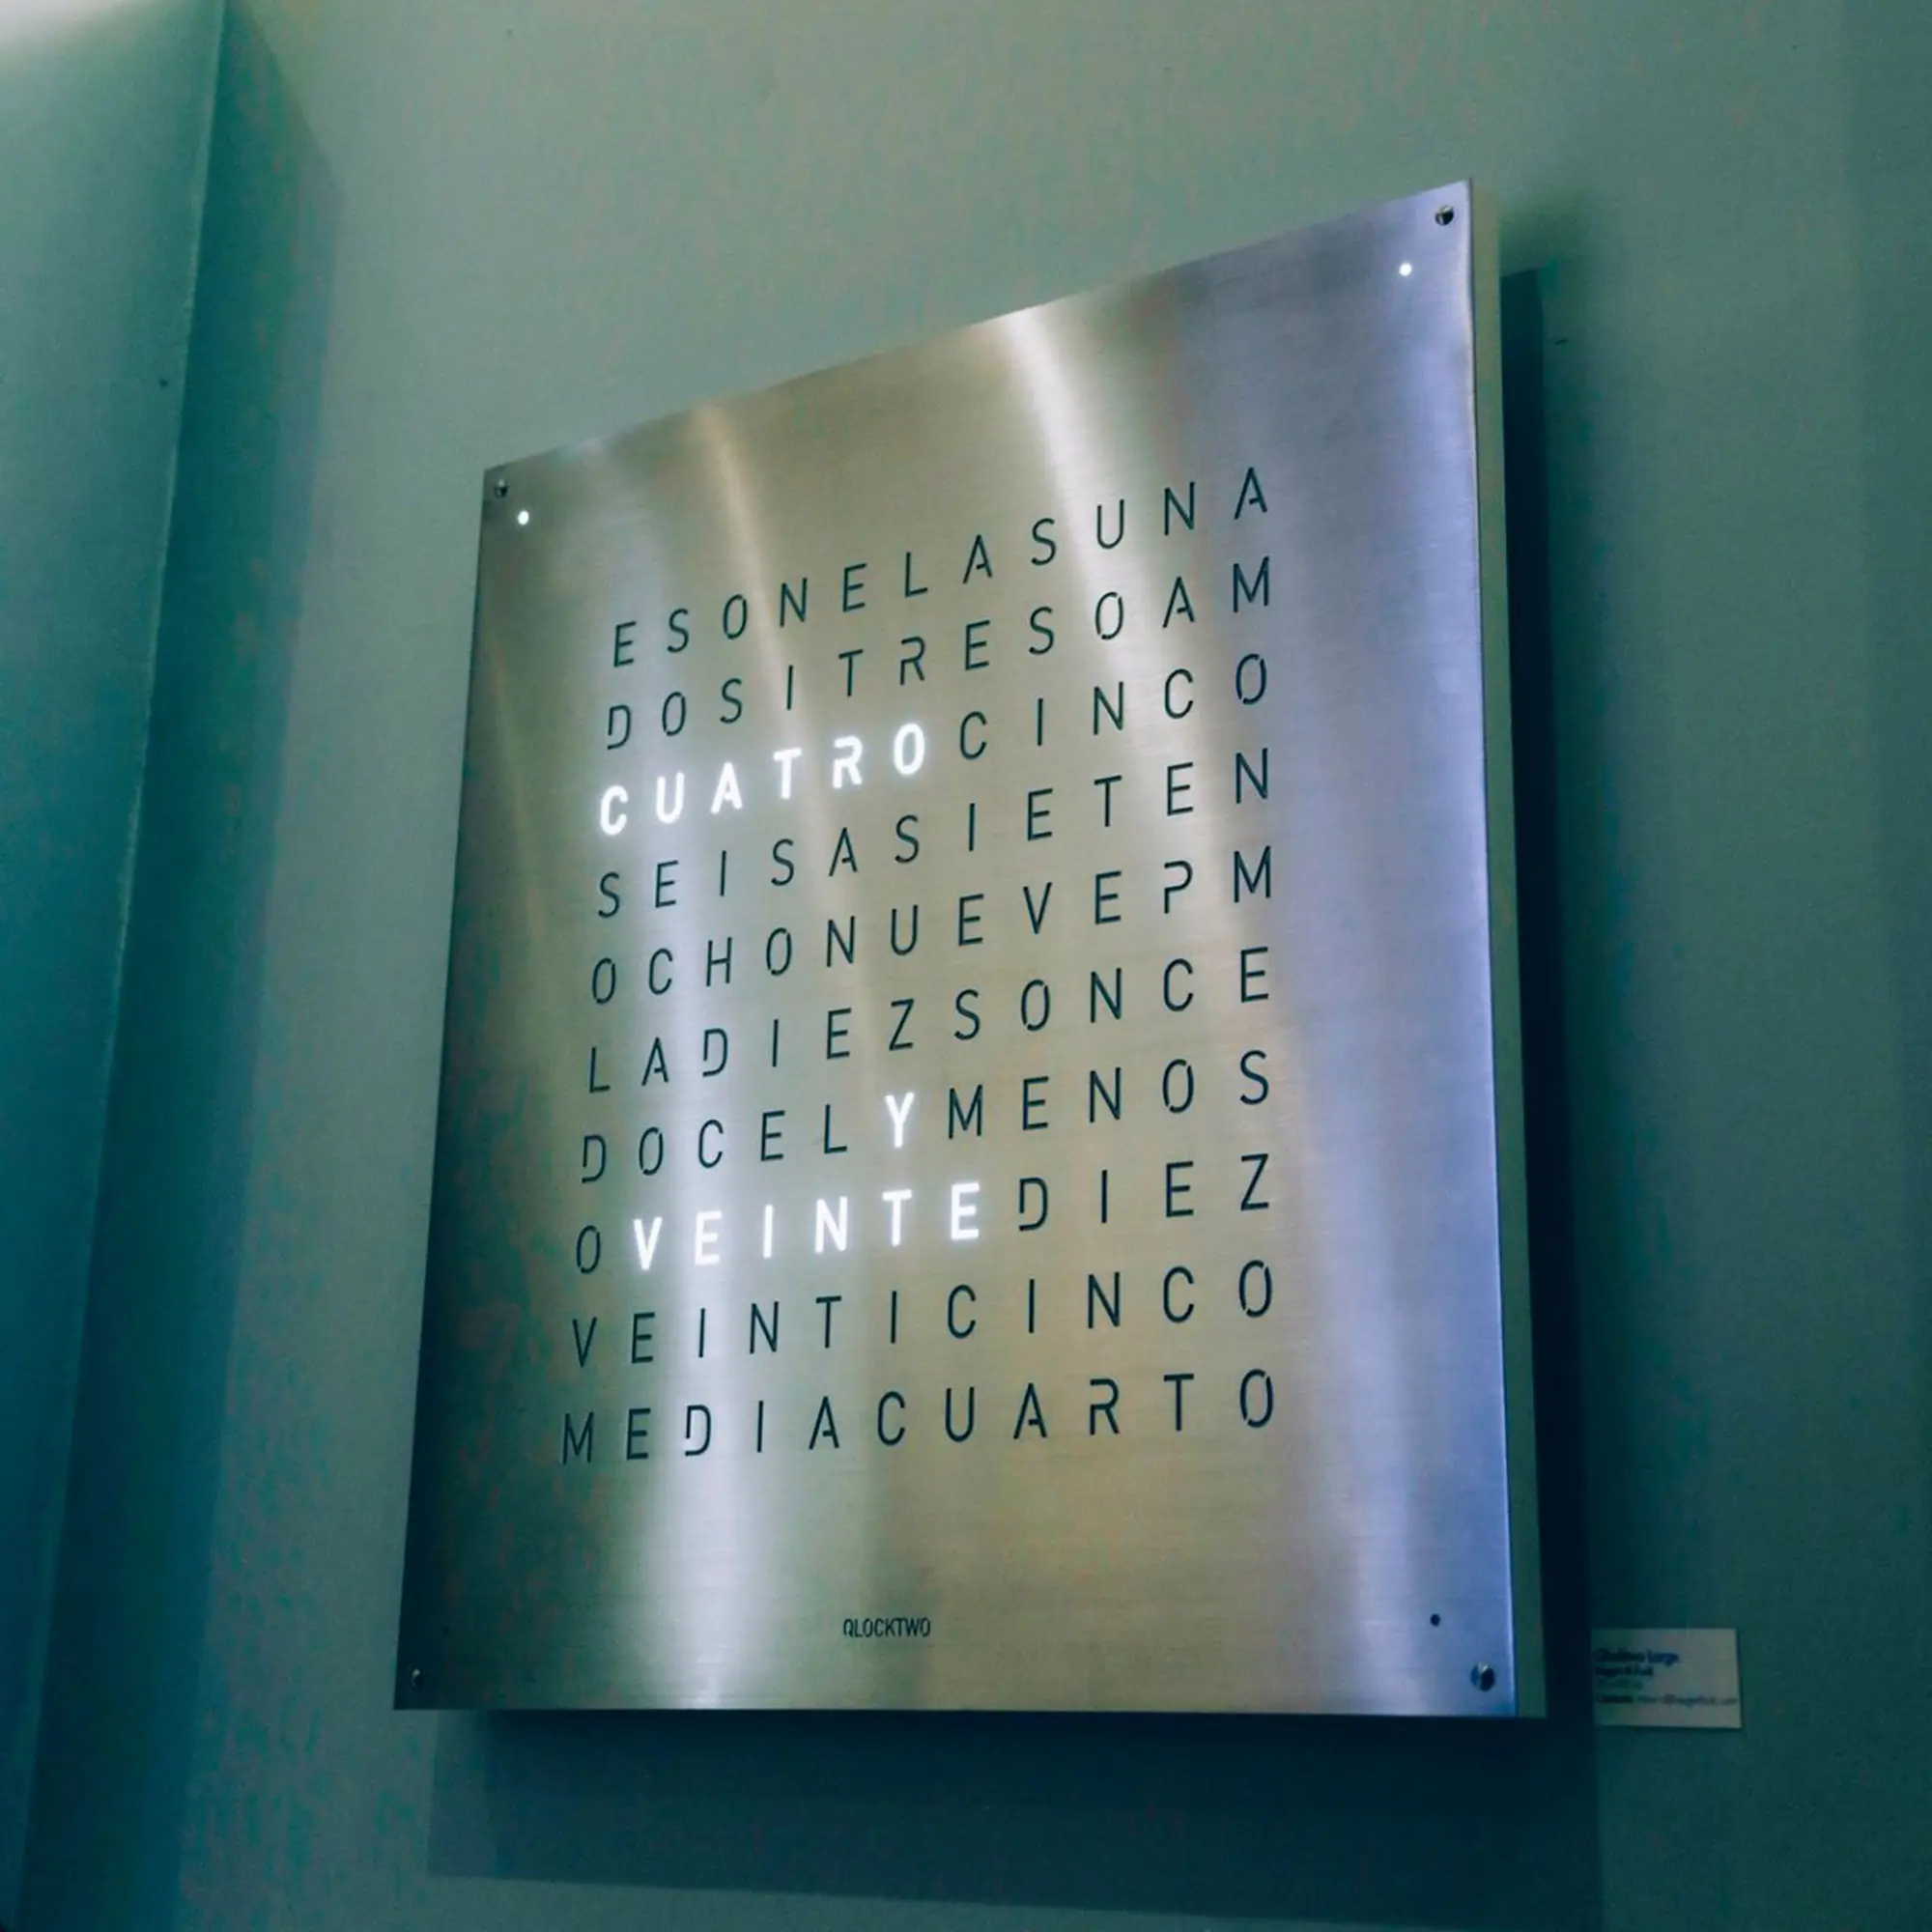 ESONELASUNA
DOSITRESOAM
CUATROCINCO
SEISASIETEN
OCHONUEVEPM
LADIEZSONCE
DOCELYMENOS
OVEINTEDIEZ
VEINTICINCO
MEDIACUARTO
QLOCKTWO